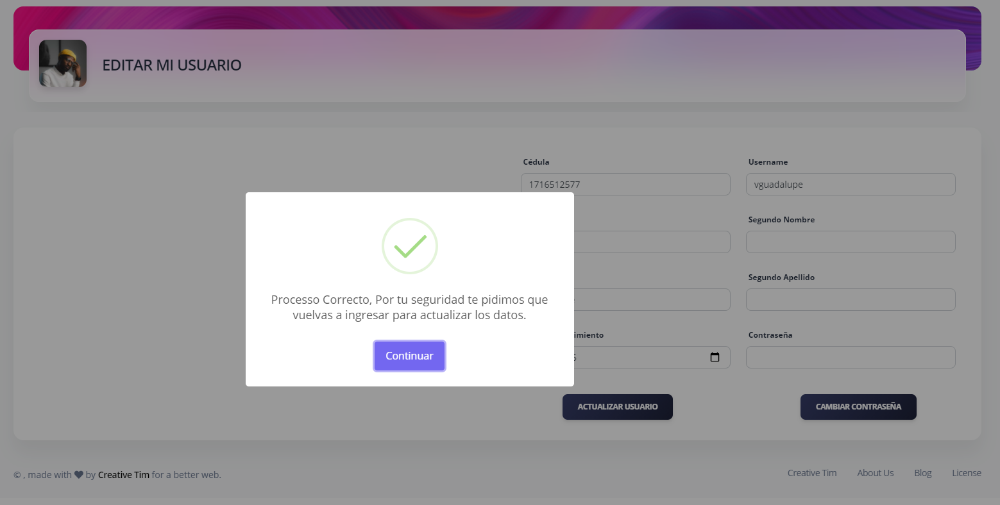 EDITAR MI USUARIO
Cédula
Username
1716512577
vguadalupe
Segundo Nombre
Segundo Apellido
Contraseña
Processo Correcto, Por tu seguridad te pidimos que
vuelvas a ingresar para actualizar los datos.
Continuar
ACTUALIZAR USUARIO
CAMBIAR CONTRASEÑA
© , made with by Creative Tim for a better web.
Creative Tim
About Us
Blog
License